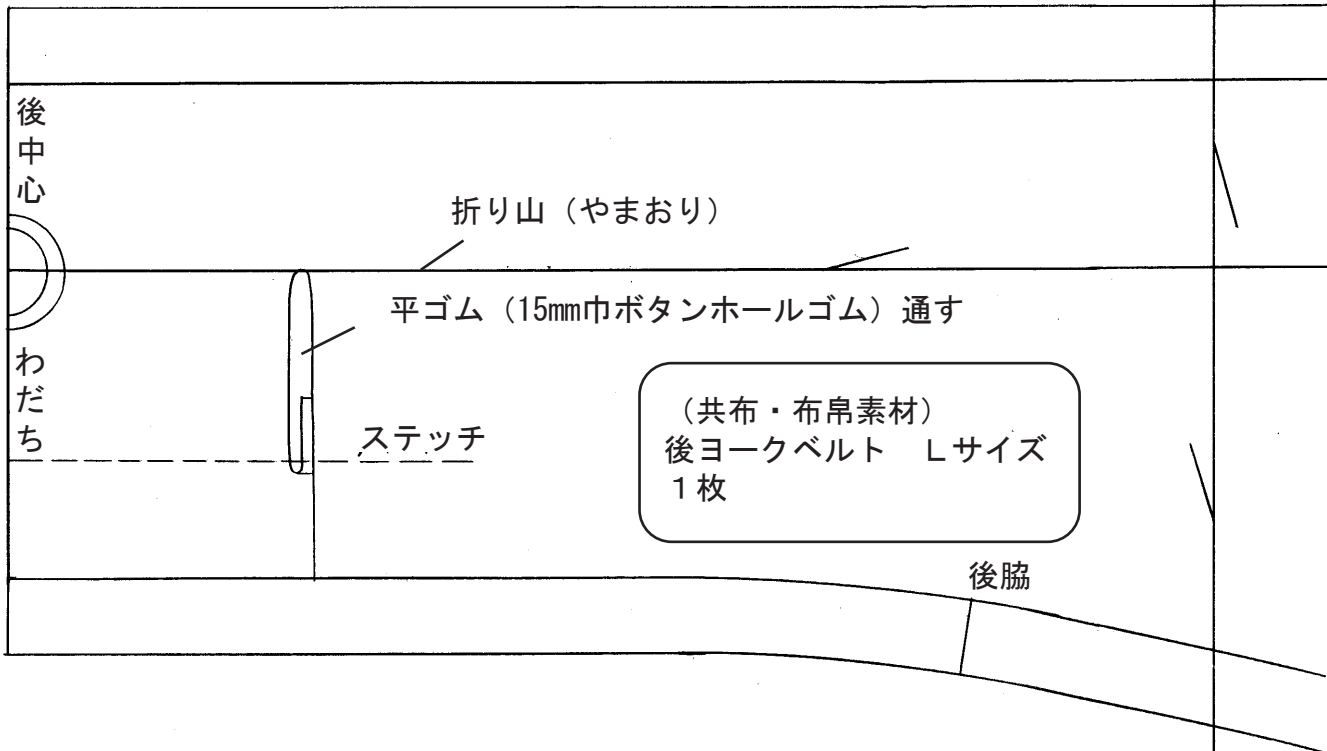 後中心
折り山（やまおり）
平ゴム（15mm巾ボタンホールゴム）通す
わだち
ステッチ
（共布・布帛素材）
後ヨークベルト　Ｌサイズ
１枚
後脇